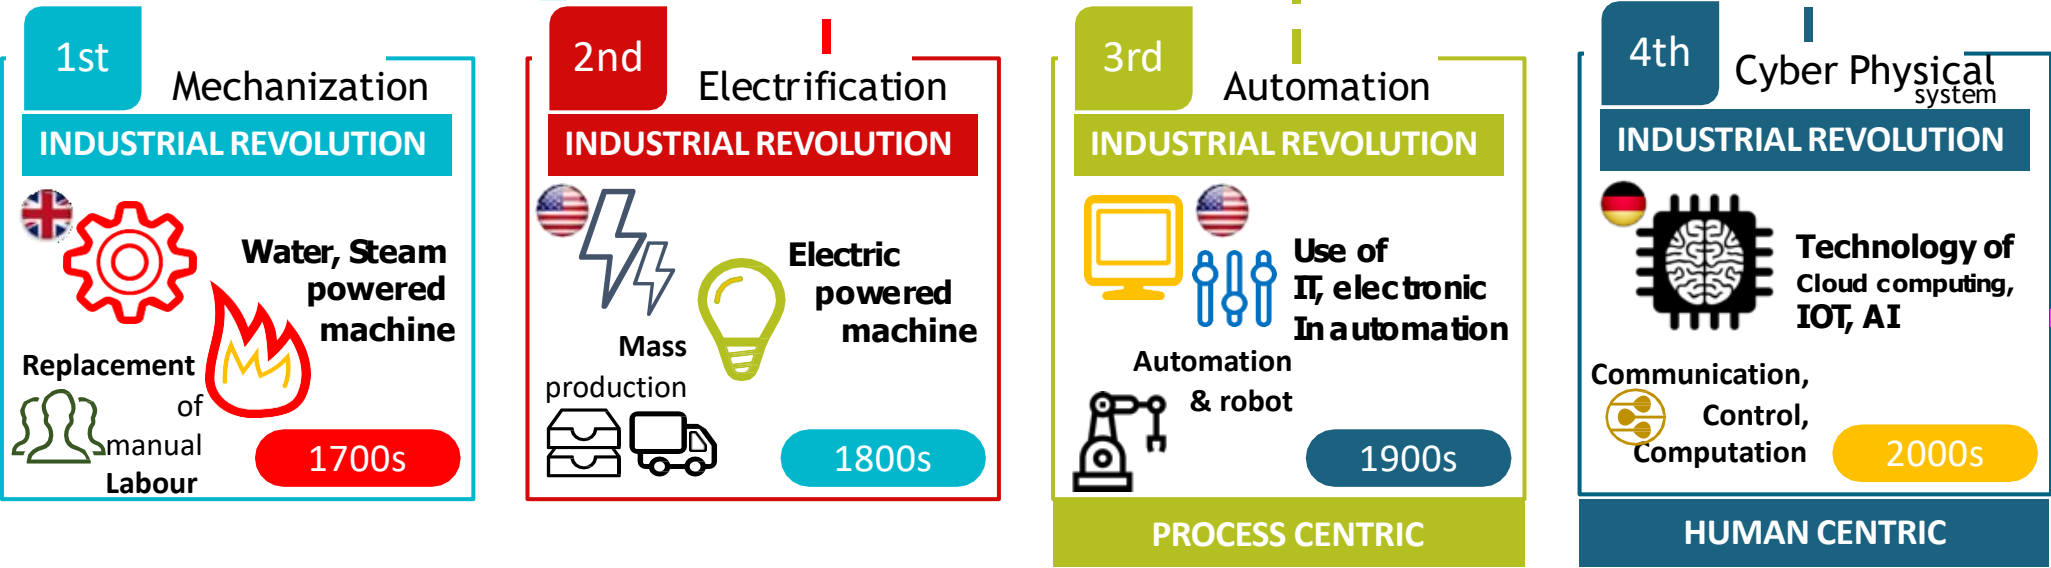 1st
Mechanization
INDUSTRIAL REVOLUTION
Water, Steam
powered
machine
Replacement
of
manual
Labour
1700s
2nd
Electrification
INDUSTRIAL REVOLUTION
Electric
powered
machine
Mass
production
1800s
3rd
Automation
INDUSTRIAL REVOLUTION
Use of
IT, electronic
In automation
Automation
& robot
1900s
PROCESS CENTRIC
4th
Cyber Physical
system
INDUSTRIAL REVOLUTION
Technology of
Cloud computing,
IOT, AI
Communication,
Control,
Computation
2000s
HUMAN CENTRIC